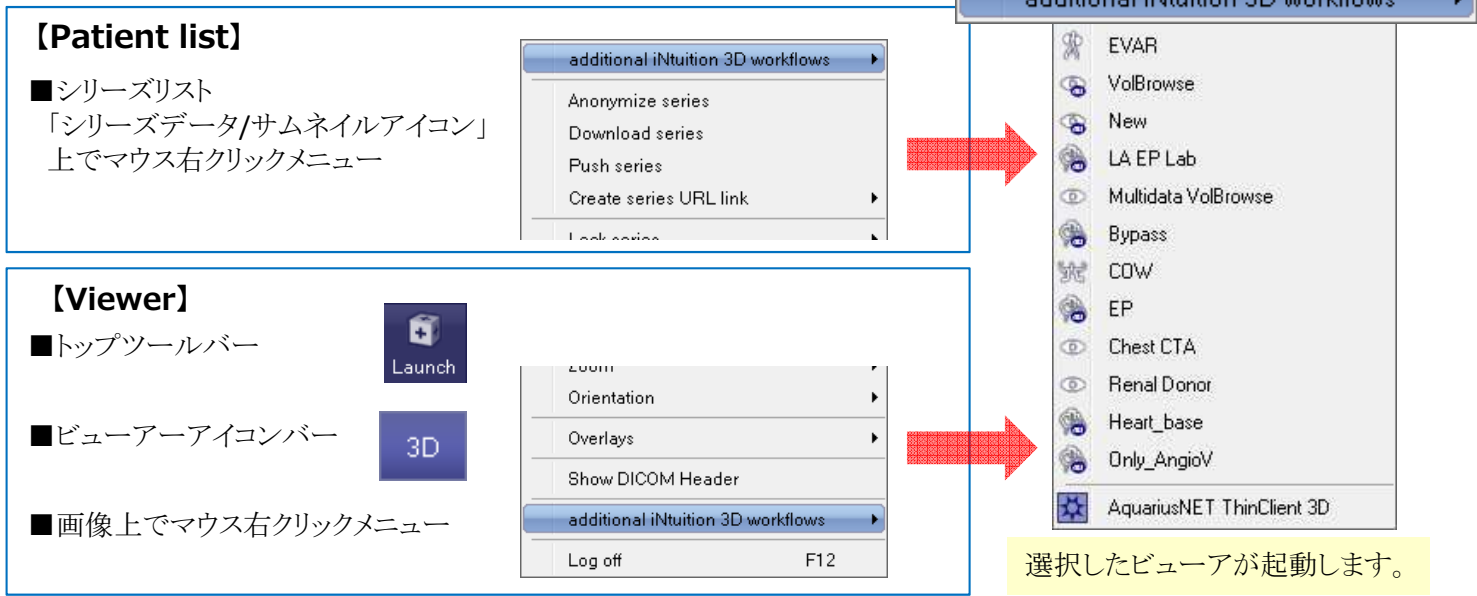 【Patient list】
■シリーズリスト
「シリーズデータ/サムネイルアイコン」
上でマウス右クリックメニュー
additional iNtuition 3D workflows
Anonymize series
Download series
Push series
Create series URL link
Lock series
【Viewer】
■トップツールバー
Launch
■ビューアーアイコンバー
3D
■画像上でマウス右クリックメニュー
Zoom
Orientation
Overlays
Show DICOM Header
additional iNtuition 3D workflows
Log off F12
additional iNtuition 3D workflows
EVAR
VolBrowse
New
LA EP Lab
Multidata VolBrowse
Bypass
COW
EP
Chest CTA
Renal Donor
Heart_base
Only_AngioV
AquariusNET ThinClient 3D
選択したビューアが起動します。